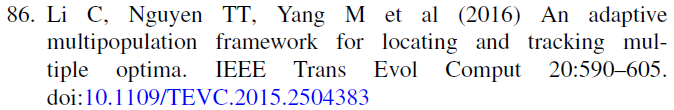 86. Li C, Nguyen TT, Yang M et al (2016) An adaptive
multipopulation framework for locating and tracking mul-
tiple optima. IEEE Trans Evol Comput 20:590–605.
doi:10.1109/TEVC.2015.2504383